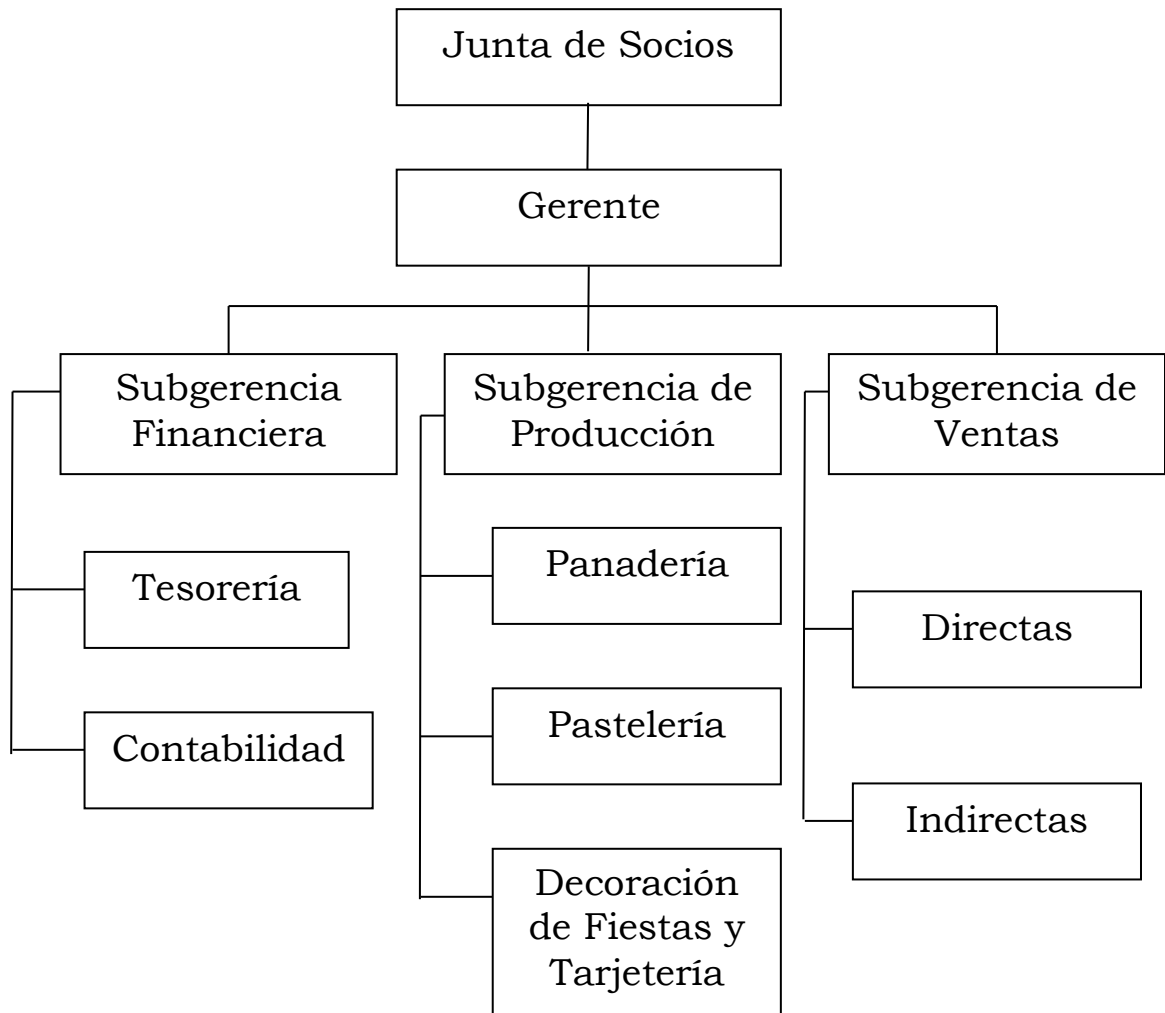 Junta de Socios
Gerente
Subgerencia
Financiera
Subgerencia de
Producción
Subgerencia de
Ventas
Tesorería
Contabilidad
Panadería
Pastelería
Decoración
de Fiestas y
Tarjetería
Directas
Indirectas